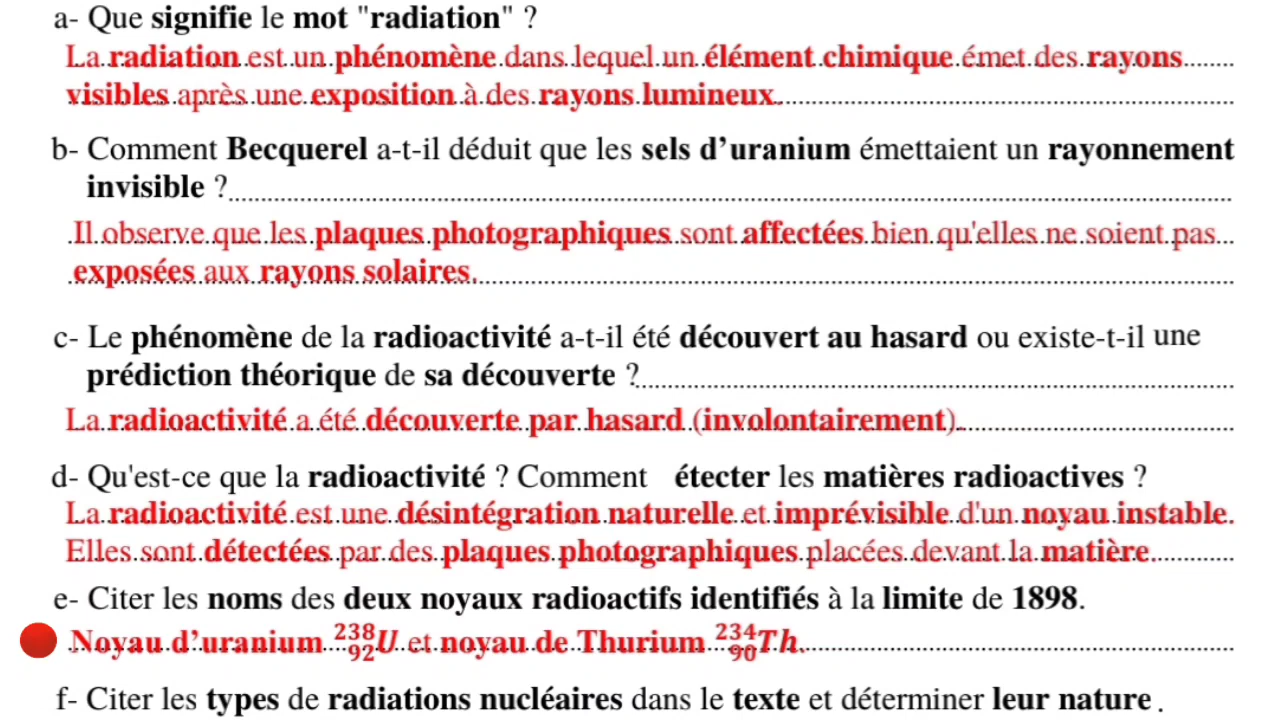 a- Que signifie le mot "radiation" ?
La radiation est un phénomène dans lequel un élément chimique émet des rayons
visibles après une exposition à des rayons lumineux.
b- Comment Becquerel a-t-il déduit que les sels d’uranium émettaient un rayonnement
invisible ?
Il observe que les plaques photographiques sont affectées bien qu'elles ne soient pas
exposées aux rayons solaires.
c- Le phénomène de la radioactivité a-t-il été découvert au hasard ou existe-t-il une
prédiction théorique de sa découverte ?
La radioactivité a été découverte par hasard (involontairement).
d- Qu'est-ce que la radioactivité ? Comment étecter les matières radioactives ?
La radioactivité est une désintégration naturelle et imprévisible d'un noyau instable.
Elles sont détectées par des plaques photographiques placées devant la matière.
e- Citer les noms des deux noyaux radioactifs identifiés à la limite de 1898.
Noyau d’uranium ²³⁸₉₂U et noyau de Thurium ²³⁴₉₀Th.
f- Citer les types de radiations nucléaires dans le texte et déterminer leur nature .